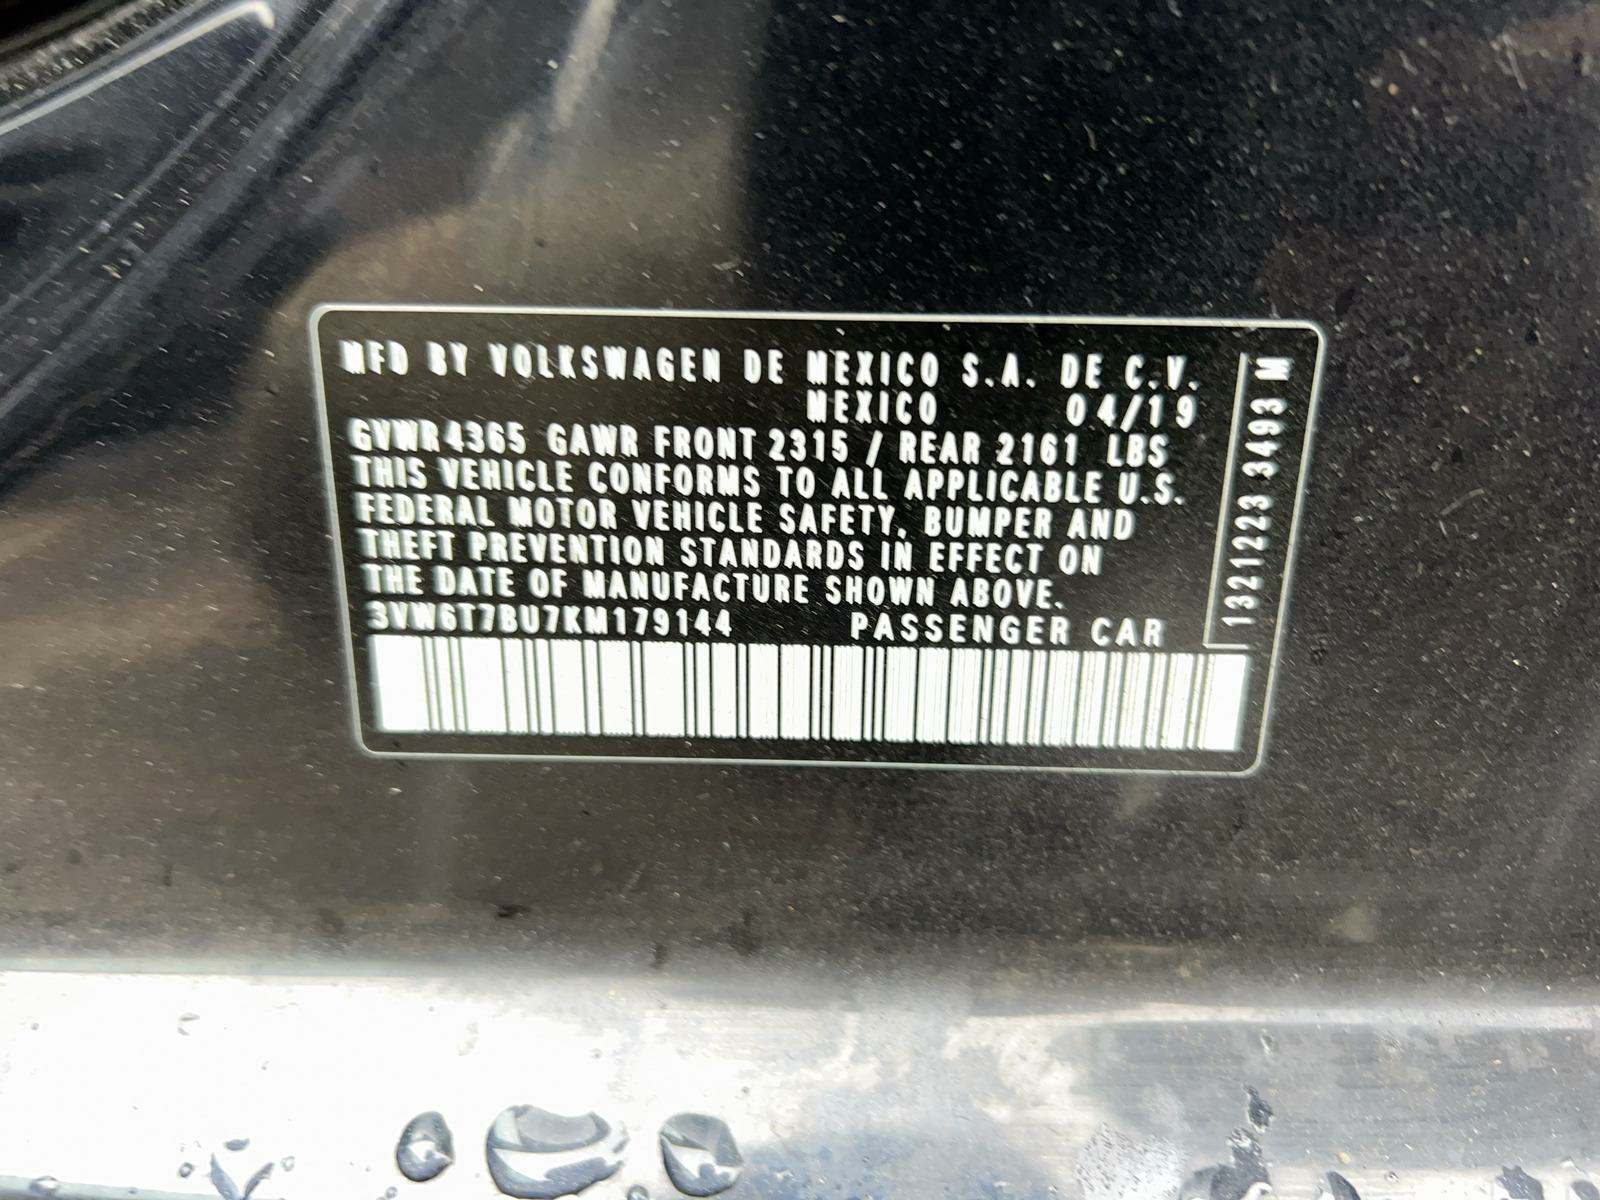 MFD BY VOLKSWAGEN DE MEXICO S.A. DE C.V.
MEXICO 04/19
GVWR 4365 GAWR FRONT 2315 / REAR 2161 LBS
THIS VEHICLE CONFORMS TO ALL APPLICABLE U.S.
FEDERAL MOTOR VEHICLE SAFETY, BUMPER AND
THEFT PREVENTION STANDARDS IN EFFECT ON
THE DATE OF MANUFACTURE SHOWN ABOVE.
3VW6T7BU7KM179144 PASSENGER CAR
1321223 3493 M